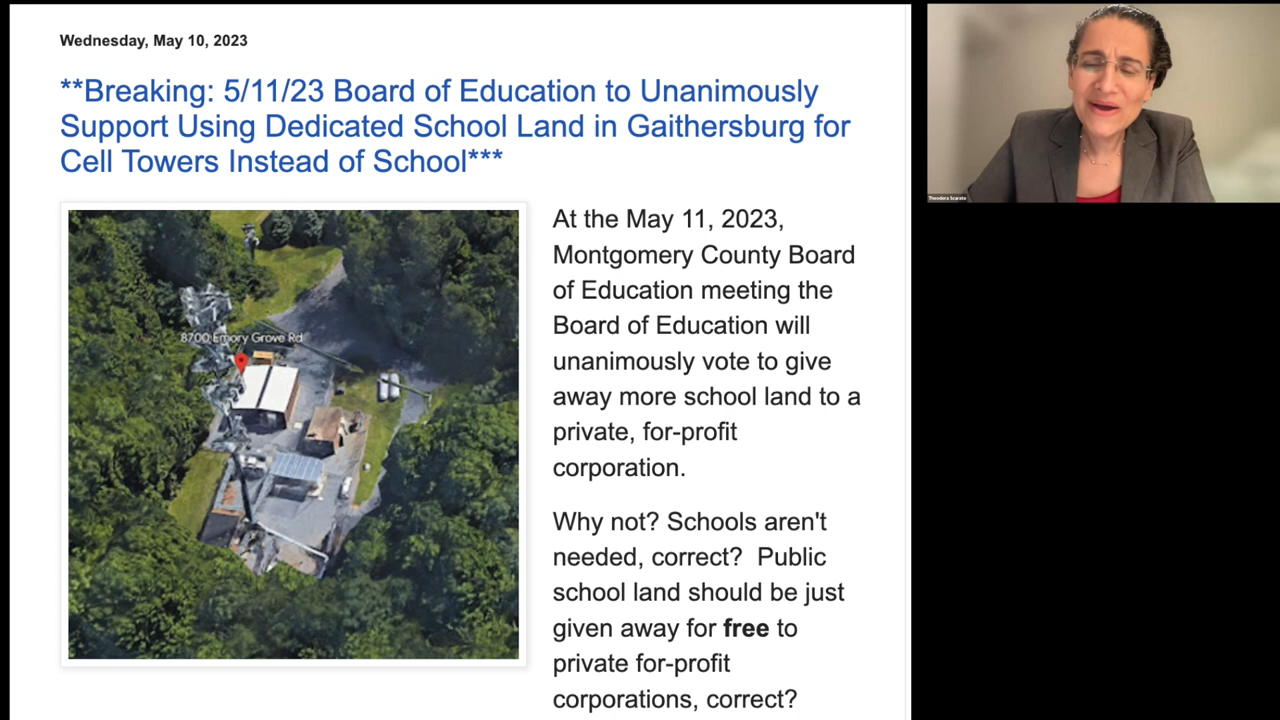 Wednesday, May 10, 2023
**Breaking: 5/11/23 Board of Education to Unanimously
Support Using Dedicated School Land in Gaithersburg for
Cell Towers Instead of School***
8700 Emory Grove Rd
At the May 11, 2023,
Montgomery County Board
of Education meeting the
Board of Education will
unanimously vote to give
away more school land to a
private, for-profit
corporation.
Why not? Schools aren't
needed, correct?  Public
school land should be just
given away for free to
private for-profit
corporations, correct?
Theodora Scarato